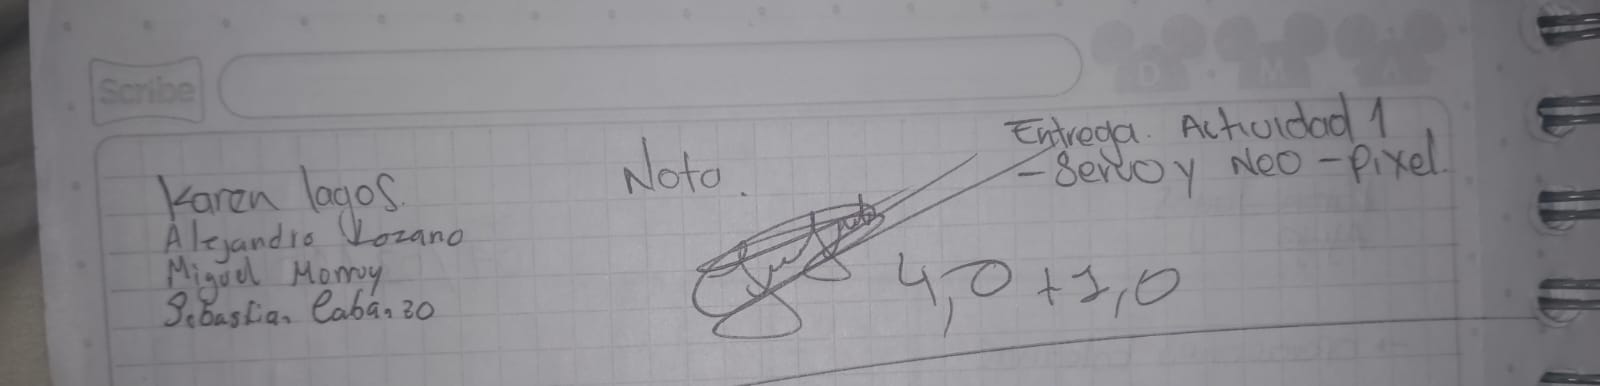 Scribe
D M A
Entrega. Actividad 1
- Servo y Neo - Pixel.
Nota.
Karen lagos.
Alejandro Lozano
Miguel Monroy
Sebastian Cabanzo
4,0 + 1,0